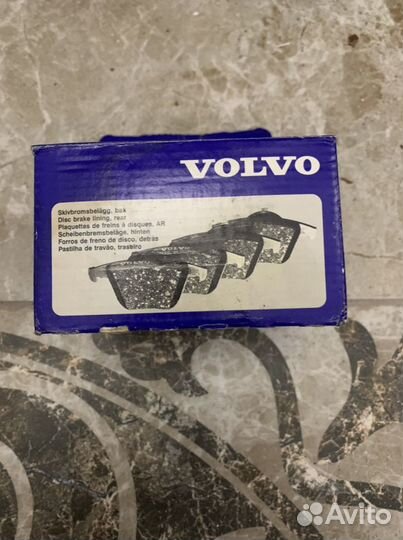 VOLVO
Skivbromsbelägg, bak
Disc brake lining, rear
Plaquettes de freins à disques, AR
Scheibenbremsbeläge, hinten
Forros de freno de disco, detrás
Pastilha de travão, traseiro
Avito